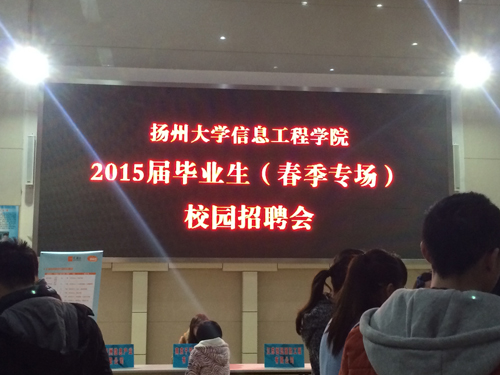 扬州大学信息工程学院
2015届毕业生（春季专场）
校园招聘会